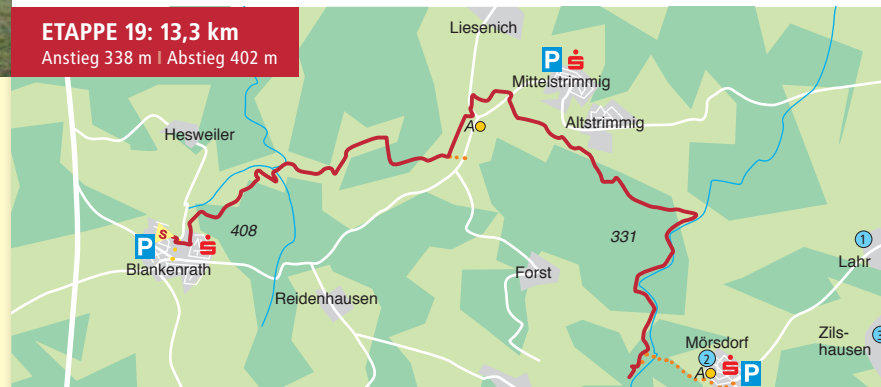 ETAPPE 19: 13,3 km
Anstieg 338 m I Abstieg 402 m
Liesenich
P
Mittelstrimmig
A
Altstrimmig
Hesweiler
S
408
331
P
Blankenrath
1
Lahr
Forst
Reidenhausen
Mörsdorf
2
A
P
Zils-
hausen
3